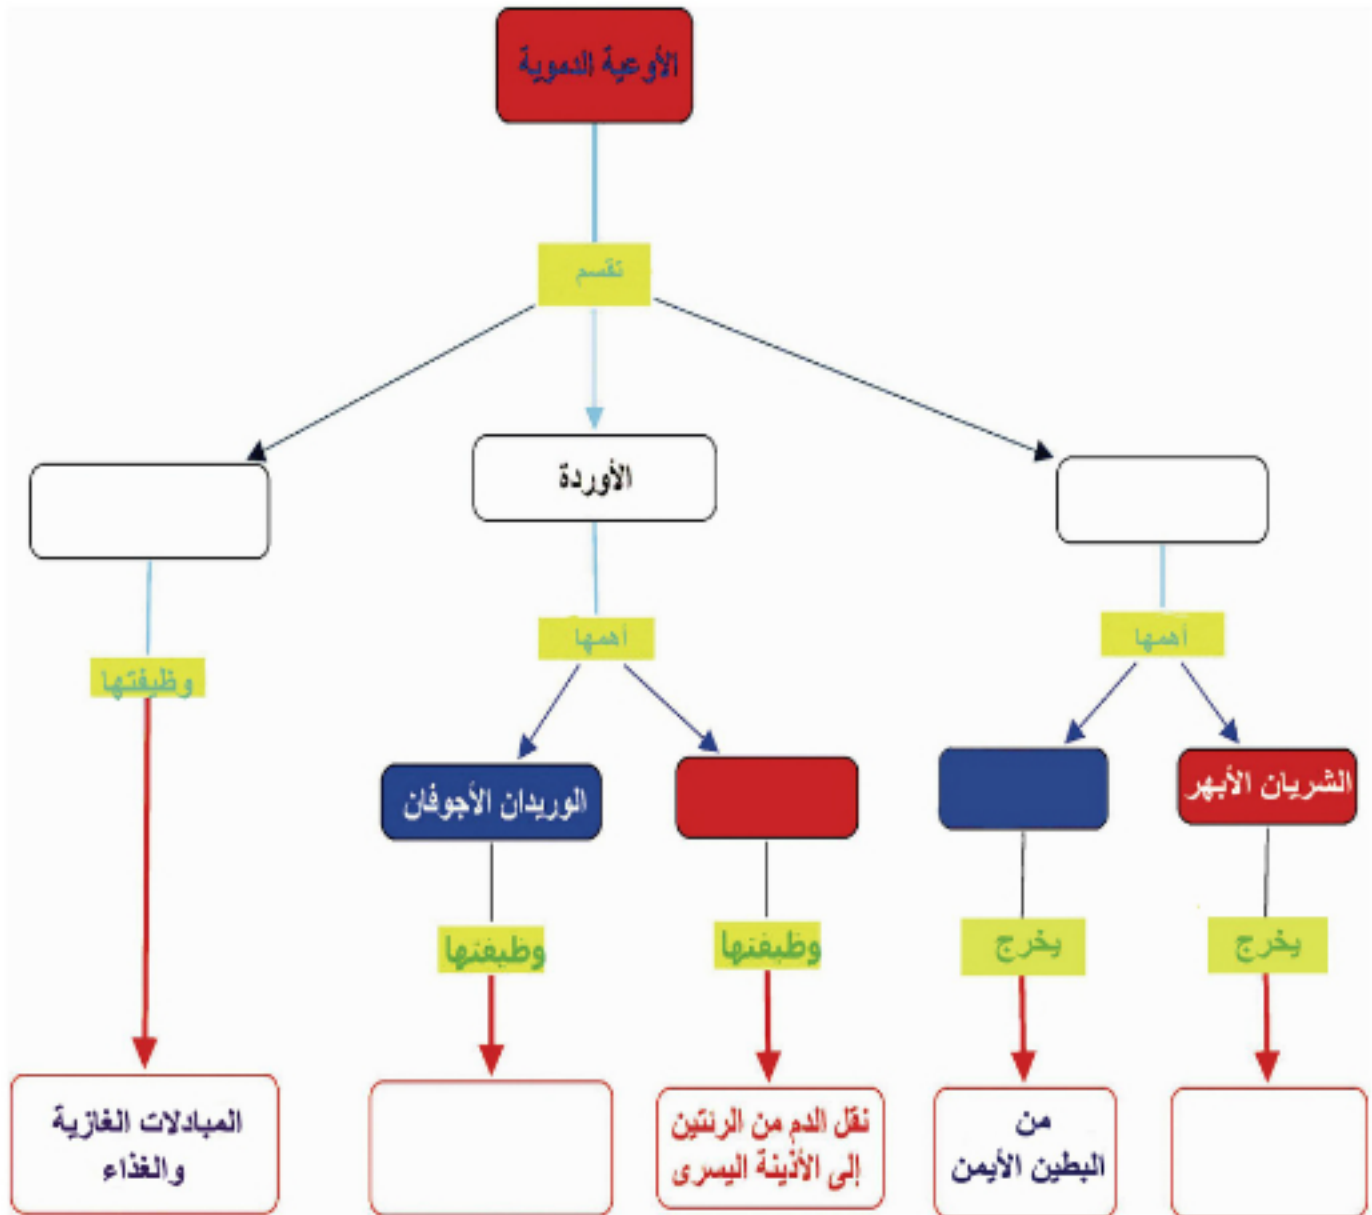 الأوعية الدموية
تقسم
الأوردة
أهمها
أهمها
وظيفتها
الشريان الأبهر
الوريدان الأجوفان
يخرج
يخرج
وظيفتها
وظيفتها
من
البطين الأيمن
نقل الدم من الرئتين
إلى الأذينة اليسرى
المبادلات الغازية
والغذاء